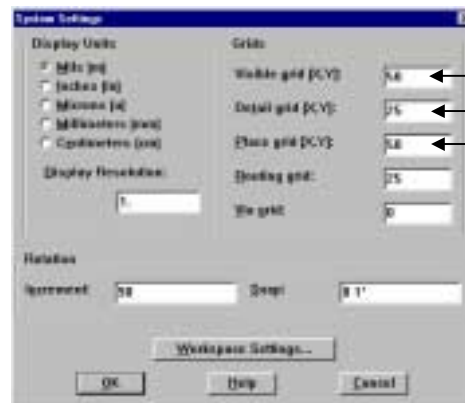 System Settings
Display Units
Mils [m]
Inches [in]
Microns [u]
Millimeters [mm]
Centimeters [cm]
Display Resolution:
1.
Grids
Visible grid [X,Y]:
50
Detail grid [X,Y]:
25
Place grid [X,Y]:
50
Routing grid:
25
Via grid:
0
Rotation
Increment:
90
Snap:
0 1'
Workspace Settings...
OK
Help
Cancel